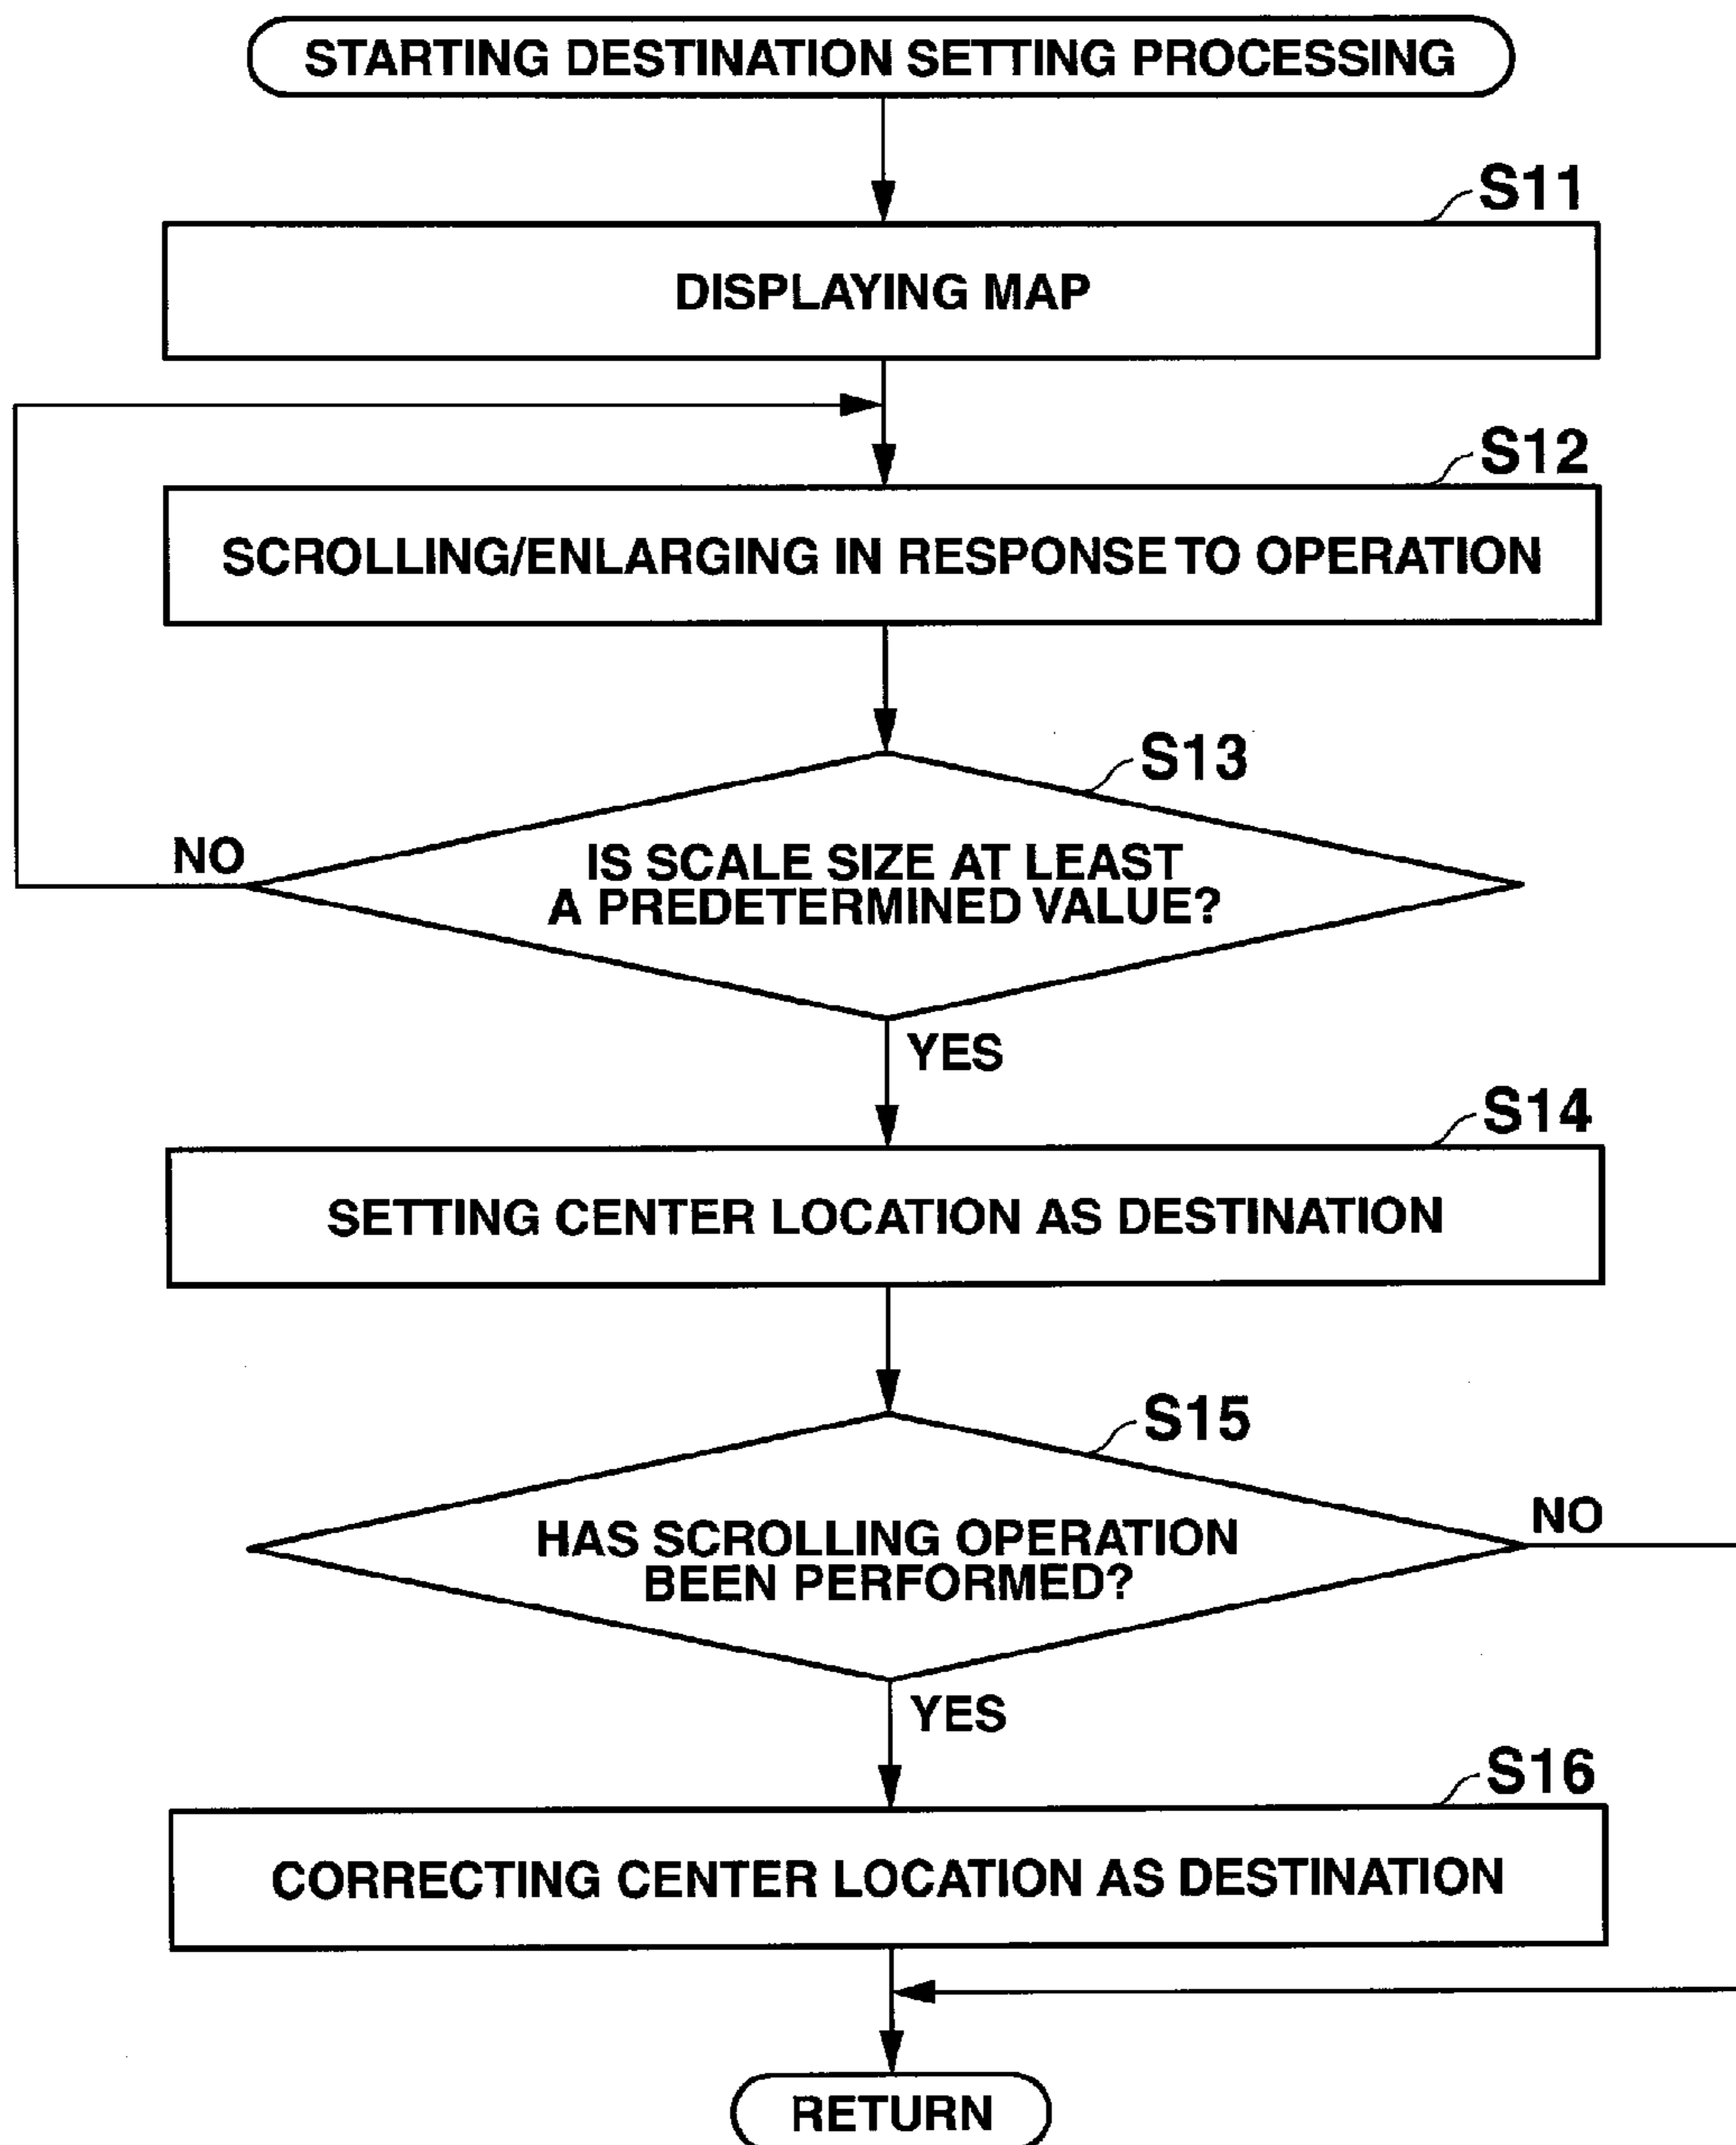 STARTING DESTINATION SETTING PROCESSING
S11
DISPLAYING MAP
S12
SCROLLING/ENLARGING IN RESPONSE TO OPERATION
S13
NO
IS SCALE SIZE AT LEAST
A PREDETERMINED VALUE?
YES
S14
SETTING CENTER LOCATION AS DESTINATION
S15
NO
HAS SCROLLING OPERATION
BEEN PERFORMED?
YES
S16
CORRECTING CENTER LOCATION AS DESTINATION
RETURN